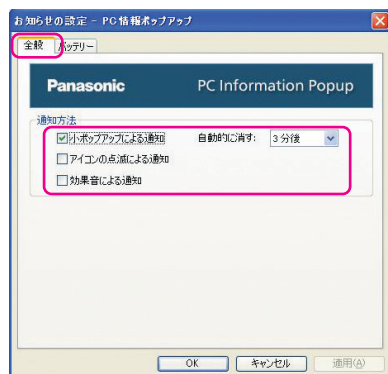 お知らせの設定 - PC情報ポップアップ
全般 バッテリー
Panasonic PC Information Popup
通知方法
小ポップアップによる通知 自動的に消す: 3 分後
アイコンの点滅による通知
効果音による通知
OK キャンセル 適用(A)